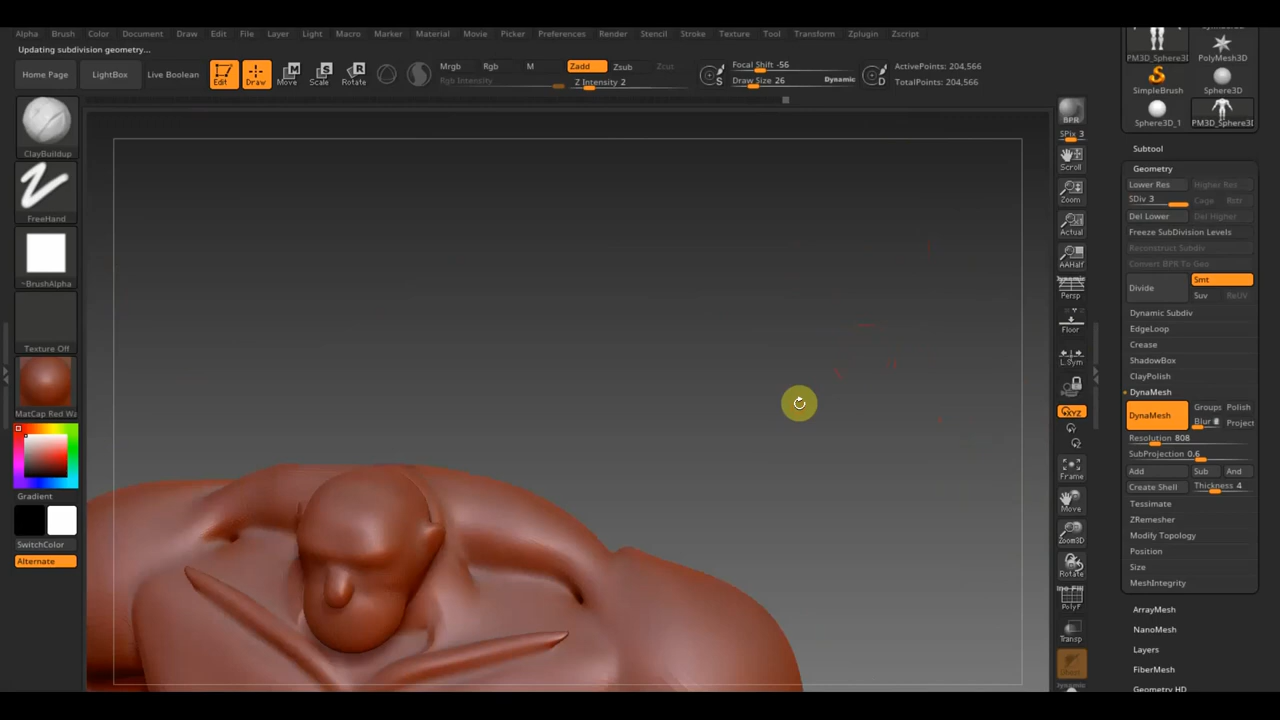 Alpha Brush Color Document Draw Edit File Layer Light Macro Marker Material Movie Picker Preferences Render Stencil Stroke Texture Tool Transform Zplugin Zscript
Updating subdivision geometry...
Home Page LightBox Live Boolean Edit Draw Move Scale Rotate
Mrgb Rgb M Zadd Zsub Zcut
Rgb Intensity Z Intensity 2
Focal Shift -56
Draw Size 26 Dynamic
ActivePoints: 204,566
TotalPoints: 204,566
ClayBuildup
FreeHand
~BrushAlpha
Texture Off
MatCap Red Wa
Gradient
SwitchColor
Alternate
BPR
SPix 3
Scroll
Zoom
Actual
AAHalf
Dynamic
Persp
Floor
L.Sym
XYZ
Frame
Move
Zoom3D
Rotate
PolyF
Transp
Dynamic
PM3D_Sphere3D PolyMesh3D
SimpleBrush Sphere3D
Sphere3D_1 PM3D_Sphere3D
Subtool
Geometry
Lower Res Higher Res
SDiv 3 Cage Rstr
Del Lower Del Higher
Freeze SubDivision Levels
Reconstruct Subdiv
Convert BPR To Geo
Divide Smt
Suv ReUV
Dynamic Subdiv
EdgeLoop
Crease
ShadowBox
ClayPolish
DynaMesh
DynaMesh Groups Polish
Blur Project
Resolution 808
SubProjection 0.6
Add Sub And
Create Shell Thickness 4
Tessimate
ZRemesher
Modify Topology
Position
Size
MeshIntegrity
ArrayMesh
NanoMesh
Layers
FiberMesh
Geometry HD